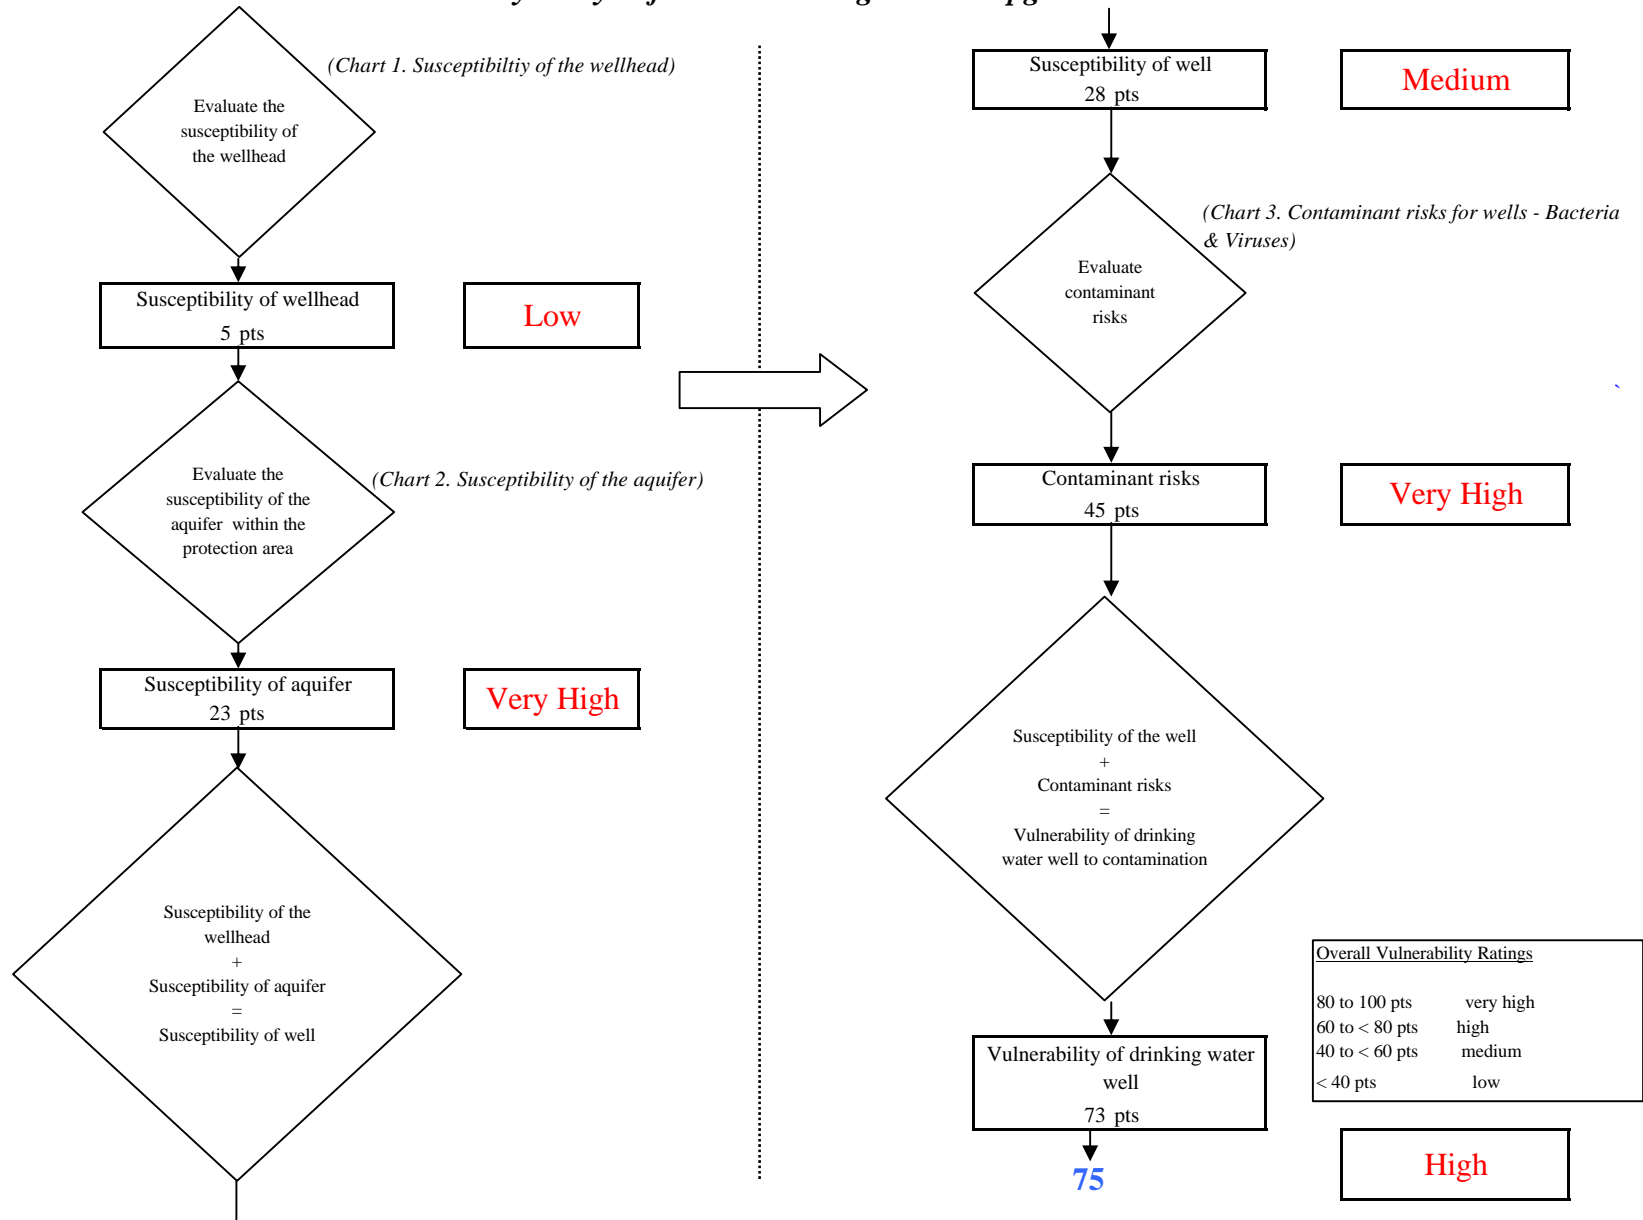 (Chart 1. Susceptibiltiy of the wellhead)
Evaluate the
susceptibility of
the wellhead
Susceptibility of wellhead
5 pts
Low
Evaluate the
susceptibility of the
aquifer within the
protection area
(Chart 2. Susceptibility of the aquifer)
Susceptibility of aquifer
23 pts
Very High
Susceptibility of the
wellhead
+
Susceptibility of aquifer
=
Susceptibility of well
Susceptibility of well
28 pts
Medium
(Chart 3. Contaminant risks for wells - Bacteria
& Viruses)
Evaluate
contaminant
risks
`
Contaminant risks
45 pts
Very High
Susceptibility of the well
+
Contaminant risks
=
Vulnerability of drinking
water well to contamination
Overall Vulnerability Ratings
80 to 100 pts very high
60 to < 80 pts high
40 to < 60 pts medium
< 40 pts low
Vulnerability of drinking water
well
73 pts
75
High